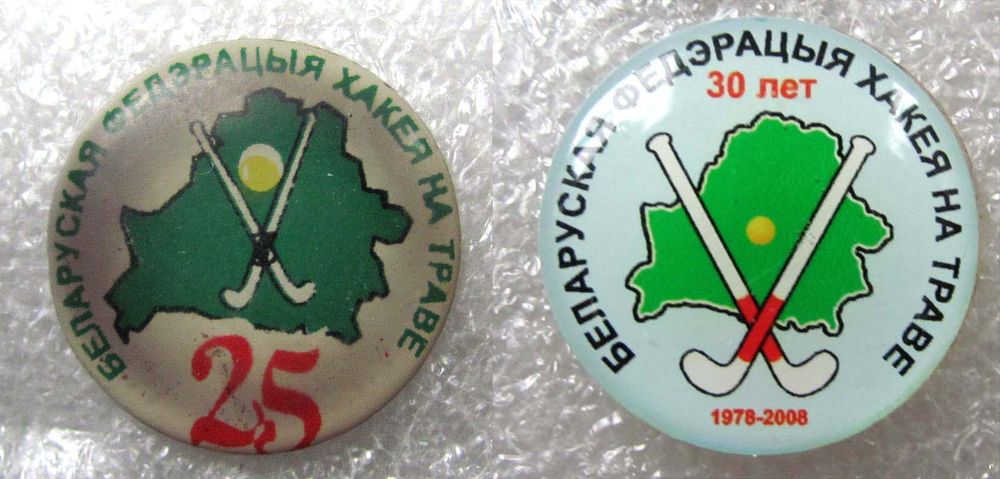 БЕЛАРУСКАЯ ФЕДЭРАЦЫЯ ХАКЕЯ НА ТРАВЕ
25
БЕЛАРУСКАЯ ФЕДЭРАЦЫЯ ХАКЕЯ НА ТРАВЕ
30 лет
1978-2008